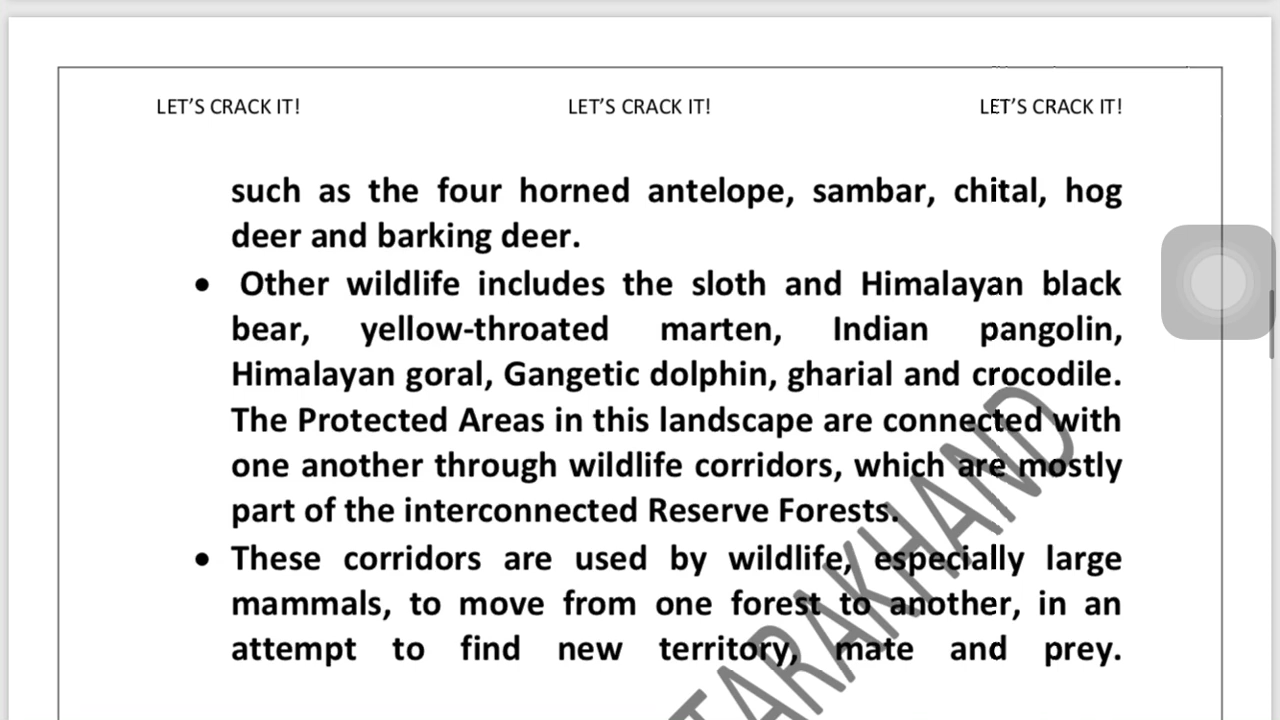 LET’S CRACK IT! LET’S CRACK IT! LET’S CRACK IT!
such as the four horned antelope, sambar, chital, hog
deer and barking deer.
• Other wildlife includes the sloth and Himalayan black
bear, yellow-throated marten, Indian pangolin,
Himalayan goral, Gangetic dolphin, gharial and crocodile.
The Protected Areas in this landscape are connected with
one another through wildlife corridors, which are mostly
part of the interconnected Reserve Forests.
• These corridors are used by wildlife, especially large
mammals, to move from one forest to another, in an
attempt to find new territory, mate and prey.
TARAKHAND